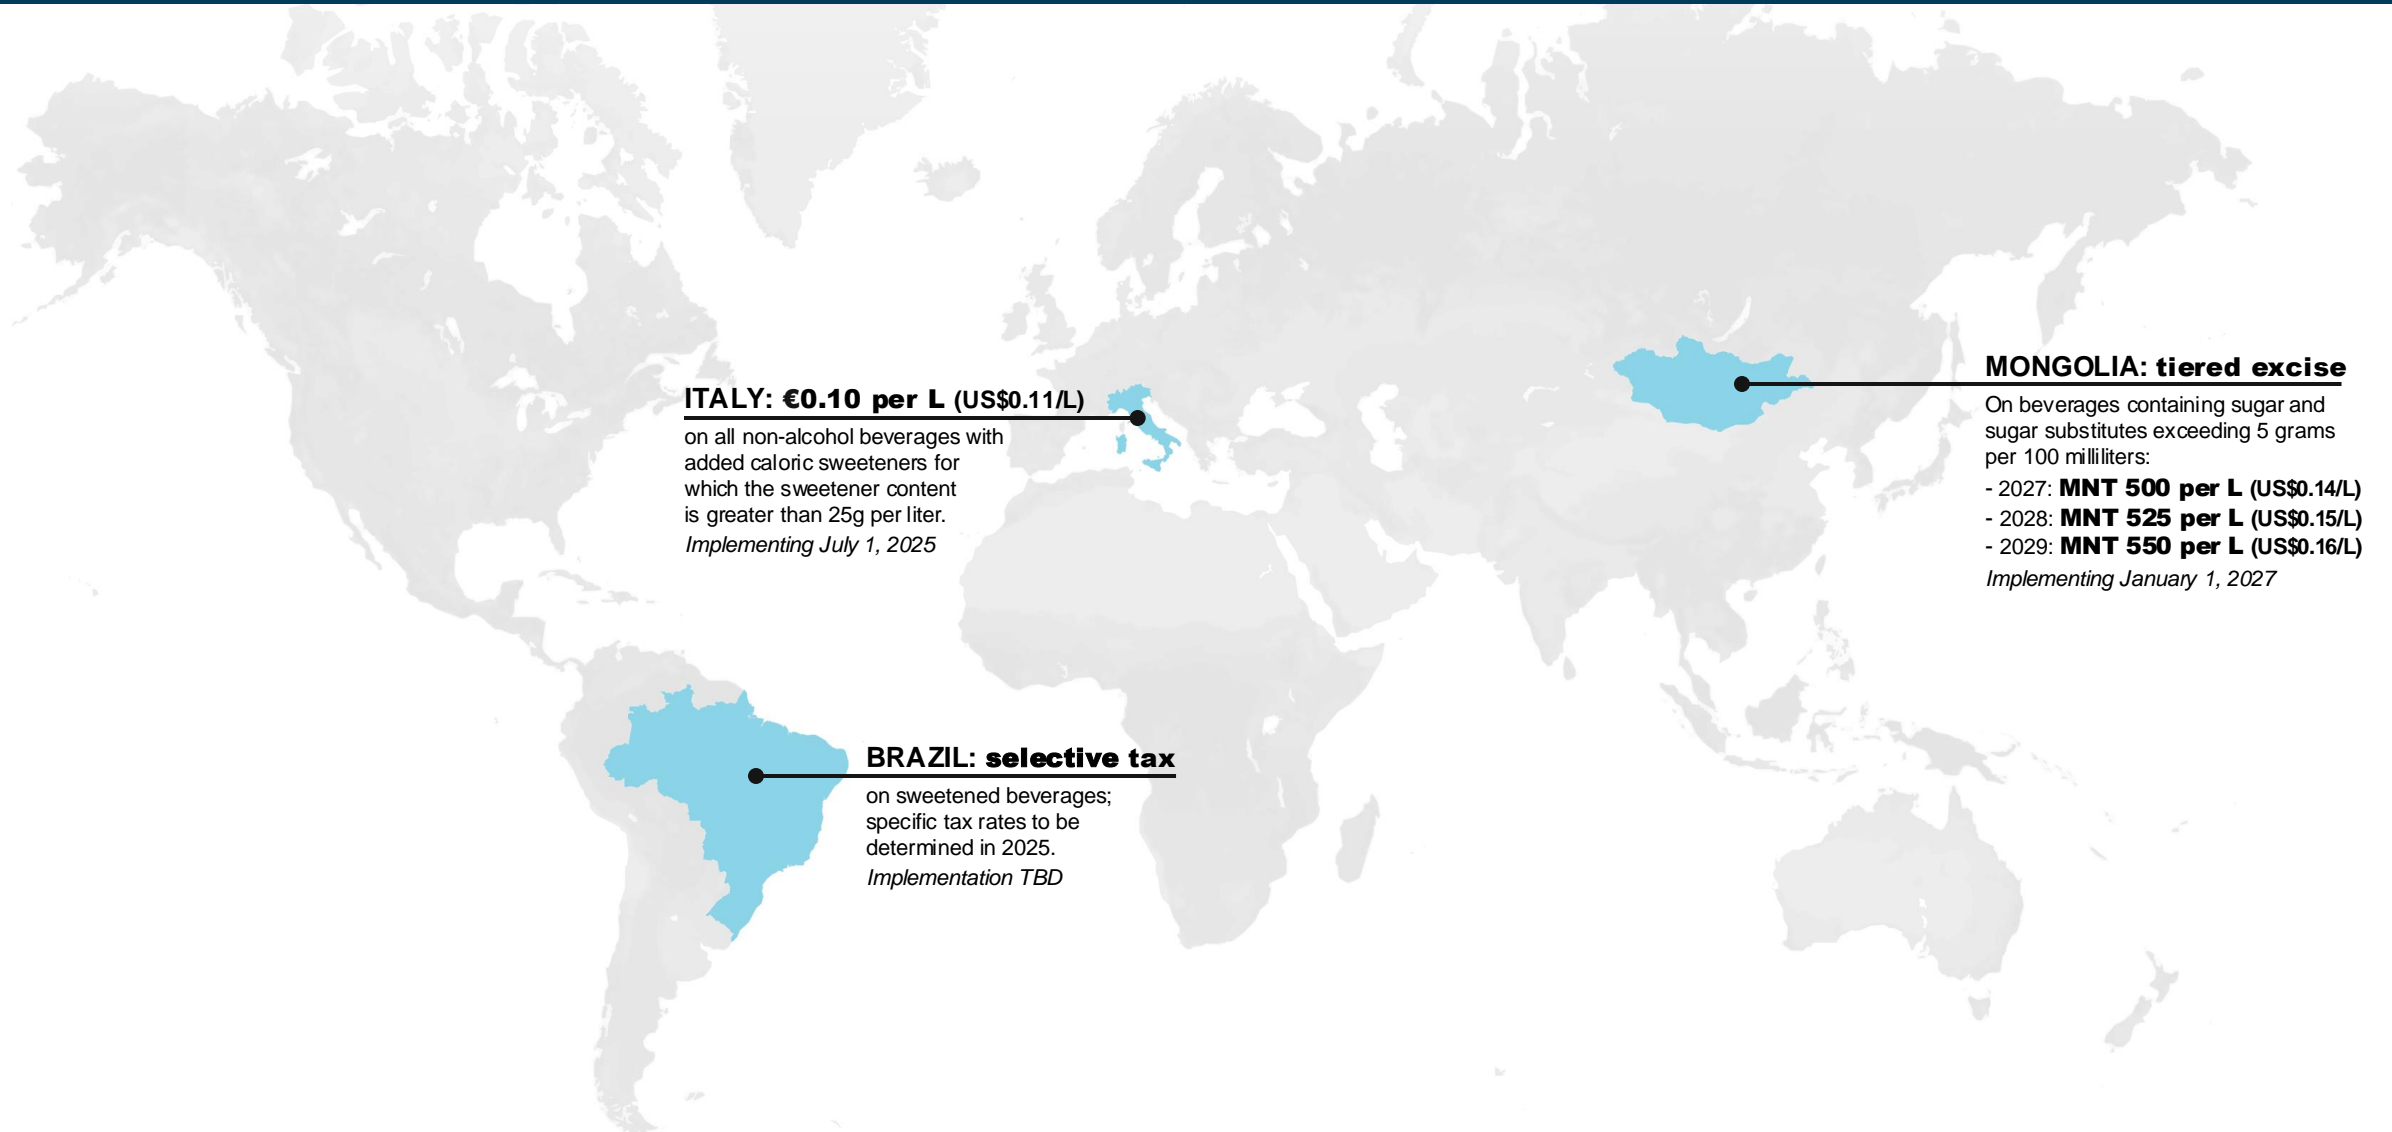 ITALY: €0.10 per L (US$0.11/L)
on all non-alcohol beverages with
added caloric sweeteners for
which the sweetener content
is greater than 25g per liter.
Implementing July 1, 2025
MONGOLIA: tiered excise
On beverages containing sugar and
sugar substitutes exceeding 5 grams
per 100 milliliters:
- 2027: MNT 500 per L (US$0.14/L)
- 2028: MNT 525 per L (US$0.15/L)
- 2029: MNT 550 per L (US$0.16/L)
Implementing January 1, 2027
BRAZIL: selective tax
on sweetened beverages;
specific tax rates to be
determined in 2025.
Implementation TBD